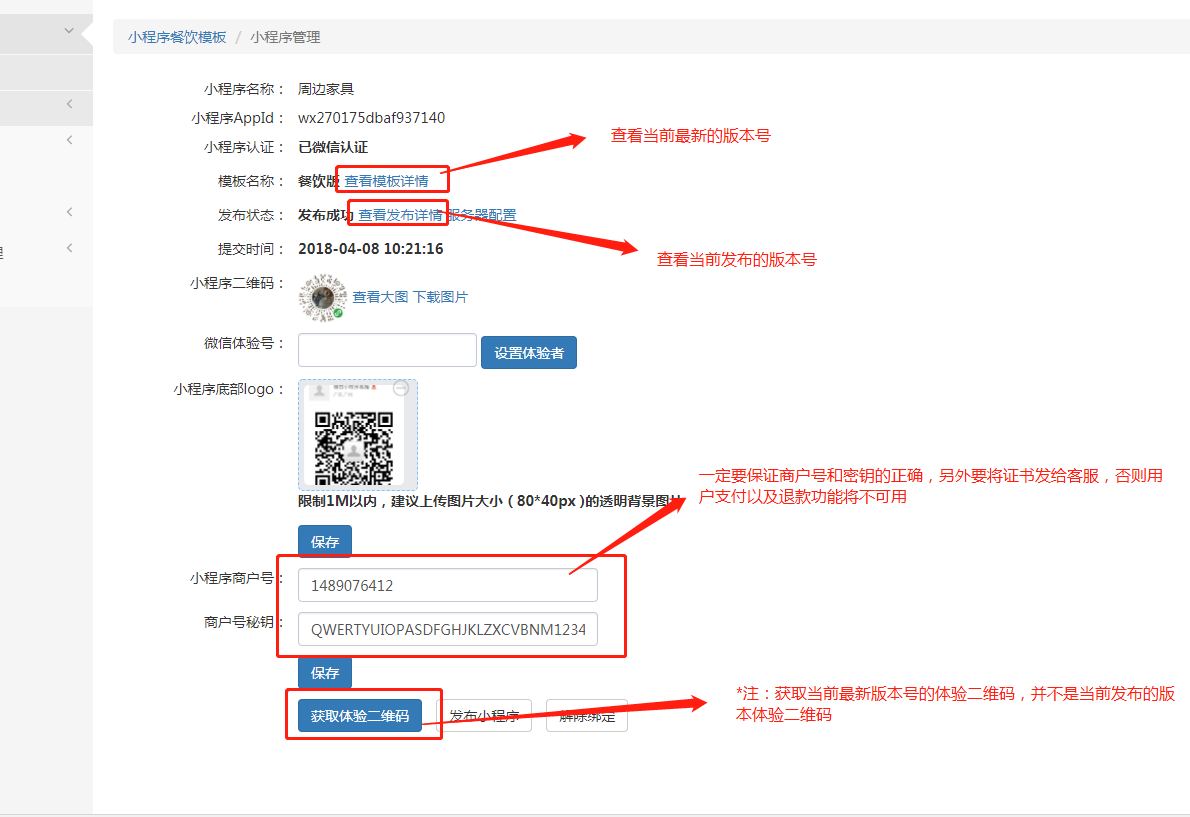 小程序餐饮模板 / 小程序管理
小程序名称： 周边家具
小程序AppId： wx270175dbaf937140
查看当前最新的版本号
小程序认证： 已微信认证
模板名称： 餐饮版 查看模板详情
发布状态： 发布成功 查看发布详情 服务器配置
提交时间： 2018-04-08 10:21:16
查看当前发布的版本号
小程序二维码： 查看大图 下载图片
微信体验号： 设置体验者
小程序底部logo：
限制1M以内，建议上传图片大小（80*40px)的透明背景图片
一定要保证商户号和密钥的正确，另外要将证书发给客服，否则用
户支付以及退款功能将不可用
保存
小程序商户号： 1489076412
商户号秘钥： QWERTYUIOPASDFGHJKLZXCVBNM1234
保存
获取体验二维码 发布小程序 解除绑定
*注：获取当前最新版本号的体验二维码，并不是当前发布的版
本体验二维码